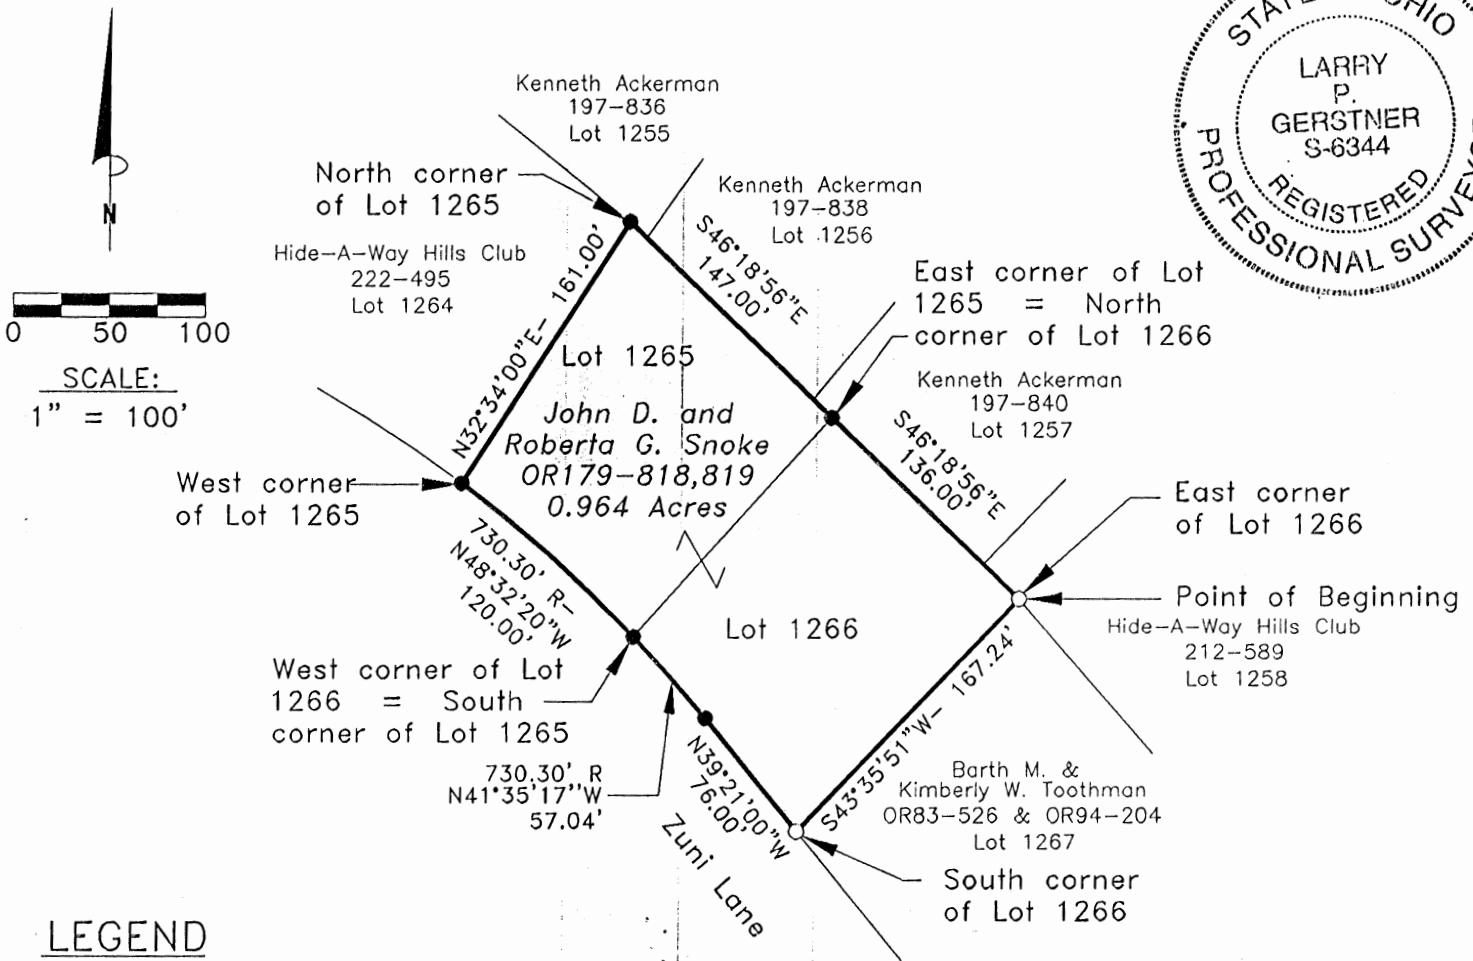 STATE
HIO
LARRY
P.
GERSTNER
S-6344
REGISTERED
PROFESSIONAL
Kenneth Ackerman
197-836
Lot 1255
North corner
of Lot 1265
Kenneth Ackerman
197-838
Lot 1256
Hide-A-Way Hills Club
222-495
Lot 1264
N
0 50 100
SCALE:
1" = 100'
N32°34'00"E- 161.00'
S46°18'56"E
147.00'
East corner of Lot
1265 = North
corner of Lot 1266
Lot 1265
John D. and
Roberta G. Snoke
OR179-818,819
0.964 Acres
Kenneth Ackerman
197-840
Lot 1257
S46°18'56"E
136.00'
West corner
of Lot 1265
East corner
of Lot 1266
730.30' R-
N48°32'20"W
120.00'
Point of Beginning
Hide-A-Way Hills Club
212-589
Lot 1258
Lot 1266
West corner of Lot
1266 = South
corner of Lot 1265
S43°35'51"W- 167.24'
730.30' R
N41°35'17"W
57.04'
N39°21'00"W
76.00'
Zuni Lane
Barth M. &
Kimberly W. Toothman
OR83-526 & OR94-204
Lot 1267
South corner
of Lot 1266
LEGEND